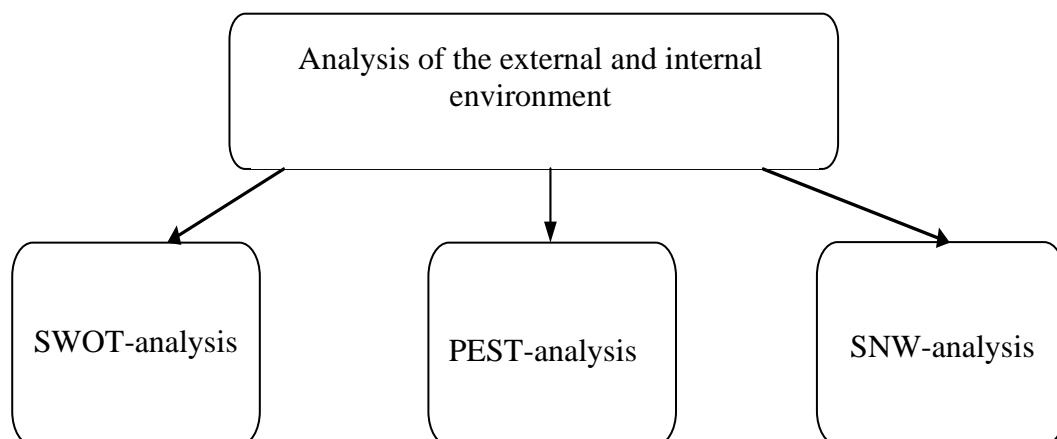 Analysis of the external and internal
environment
SWOT-analysis
PEST-analysis
SNW-analysis